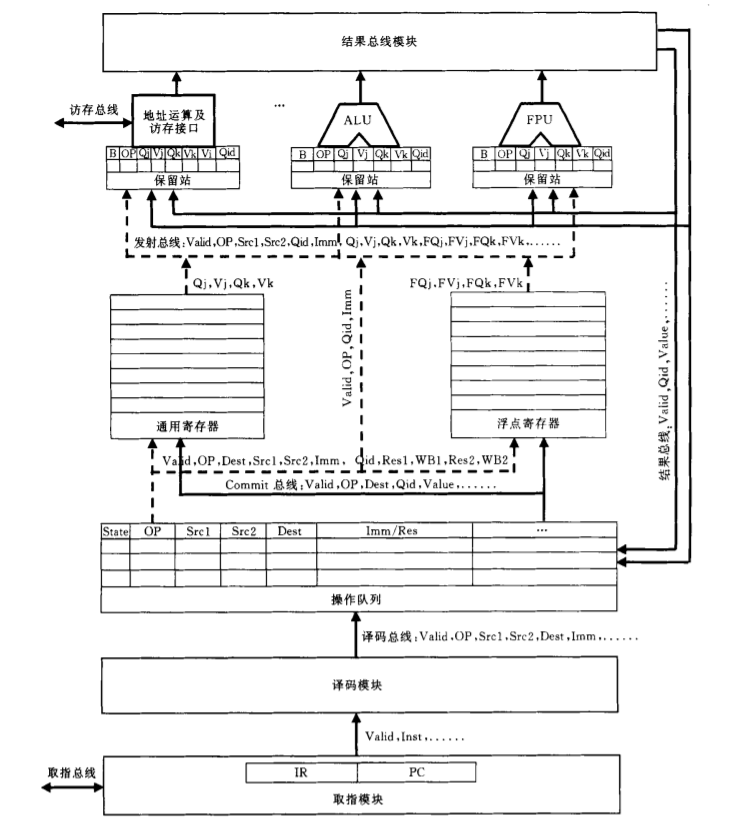 结果总线模块
访存总线
地址运算及
访存接口
...
ALU
FPU
B OP Qj Vj Qk Vk Vi Qid
B OP Qj Vj Qk Vk Qid
B OP Qj Vj Qk Vk Qid
保留站
保留站
保留站
发射总线:Valid,OP,Src1,Src2,Qid,Imm,Qj,Vj,Qk,Vk,FQj,FVj,FQk,FVk,......
Qj,Vj,Qk,Vk
FQj,FVj,FQk,FVk
Valid,OP,Qid,Imm
结果总线:Valid,Qid,Value,......
通用寄存器
浮点寄存器
Valid,OP,Dest,Src1,Src2,Imm, Qid,Res1,WB1,Res2,WB2
Commit 总线:Valid,OP,Dest,Qid,Value,......
State OP Src1 Src2 Dest Imm/Res ...
操作队列
译码总线:Valid,OP,Src1,Src2,Dest,Imm,......
译码模块
Valid,Inst,......
取指总线
IR PC
取指模块